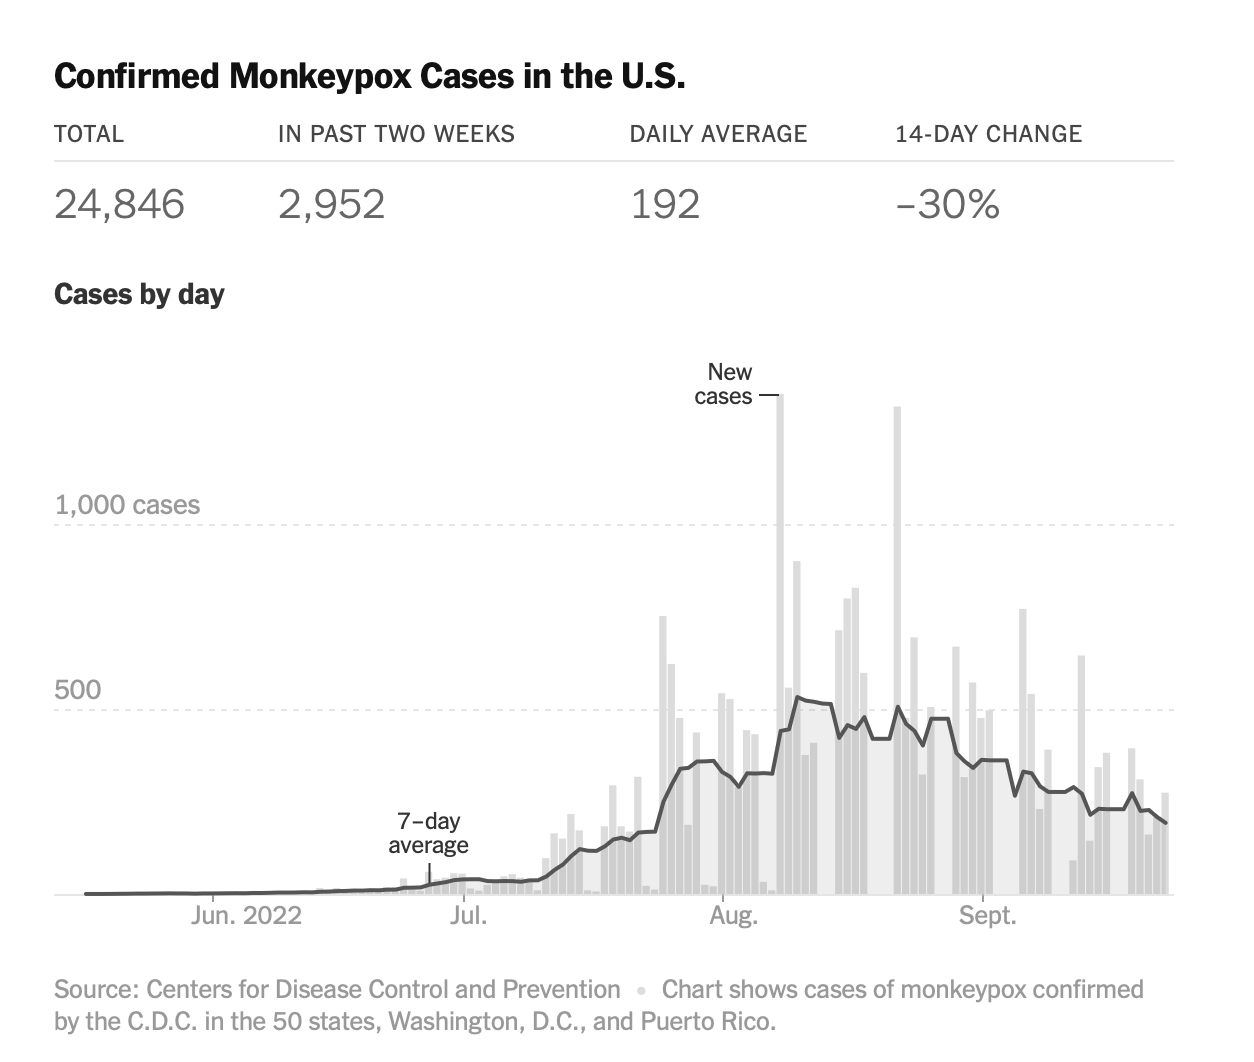 Confirmed Monkeypox Cases in the U.S.
TOTAL IN PAST TWO WEEKS DAILY AVERAGE 14-DAY CHANGE
24,846 2,952 192 –30%
Cases by day
New
cases
1,000 cases
500
7–day
average
Jun. 2022 Jul. Aug. Sept.
Source: Centers for Disease Control and Prevention • Chart shows cases of monkeypox confirmed
by the C.D.C. in the 50 states, Washington, D.C., and Puerto Rico.